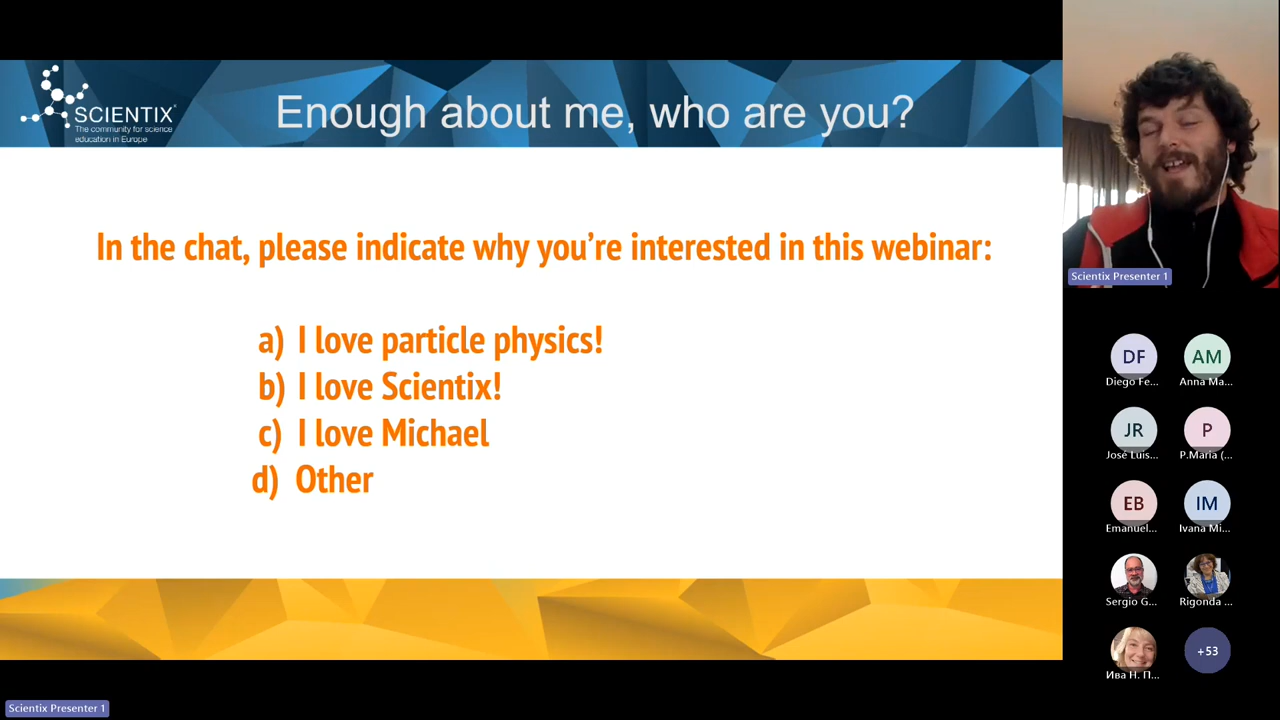 SCIENTIX®
The community for science
education in Europe
Enough about me, who are you?
In the chat, please indicate why you’re interested in this webinar:
a) I love particle physics!
b) I love Scientix!
c) I love Michael
d) Other
Scientix Presenter 1
DF
Diego Fe...
AM
Anna Ma...
JR
José Luis...
P
P.Maria (...
EB
Emanuel...
IM
Ivana Mi...
Sergio G...
Rigonda ...
Ива Н. П...
+53
Scientix Presenter 1